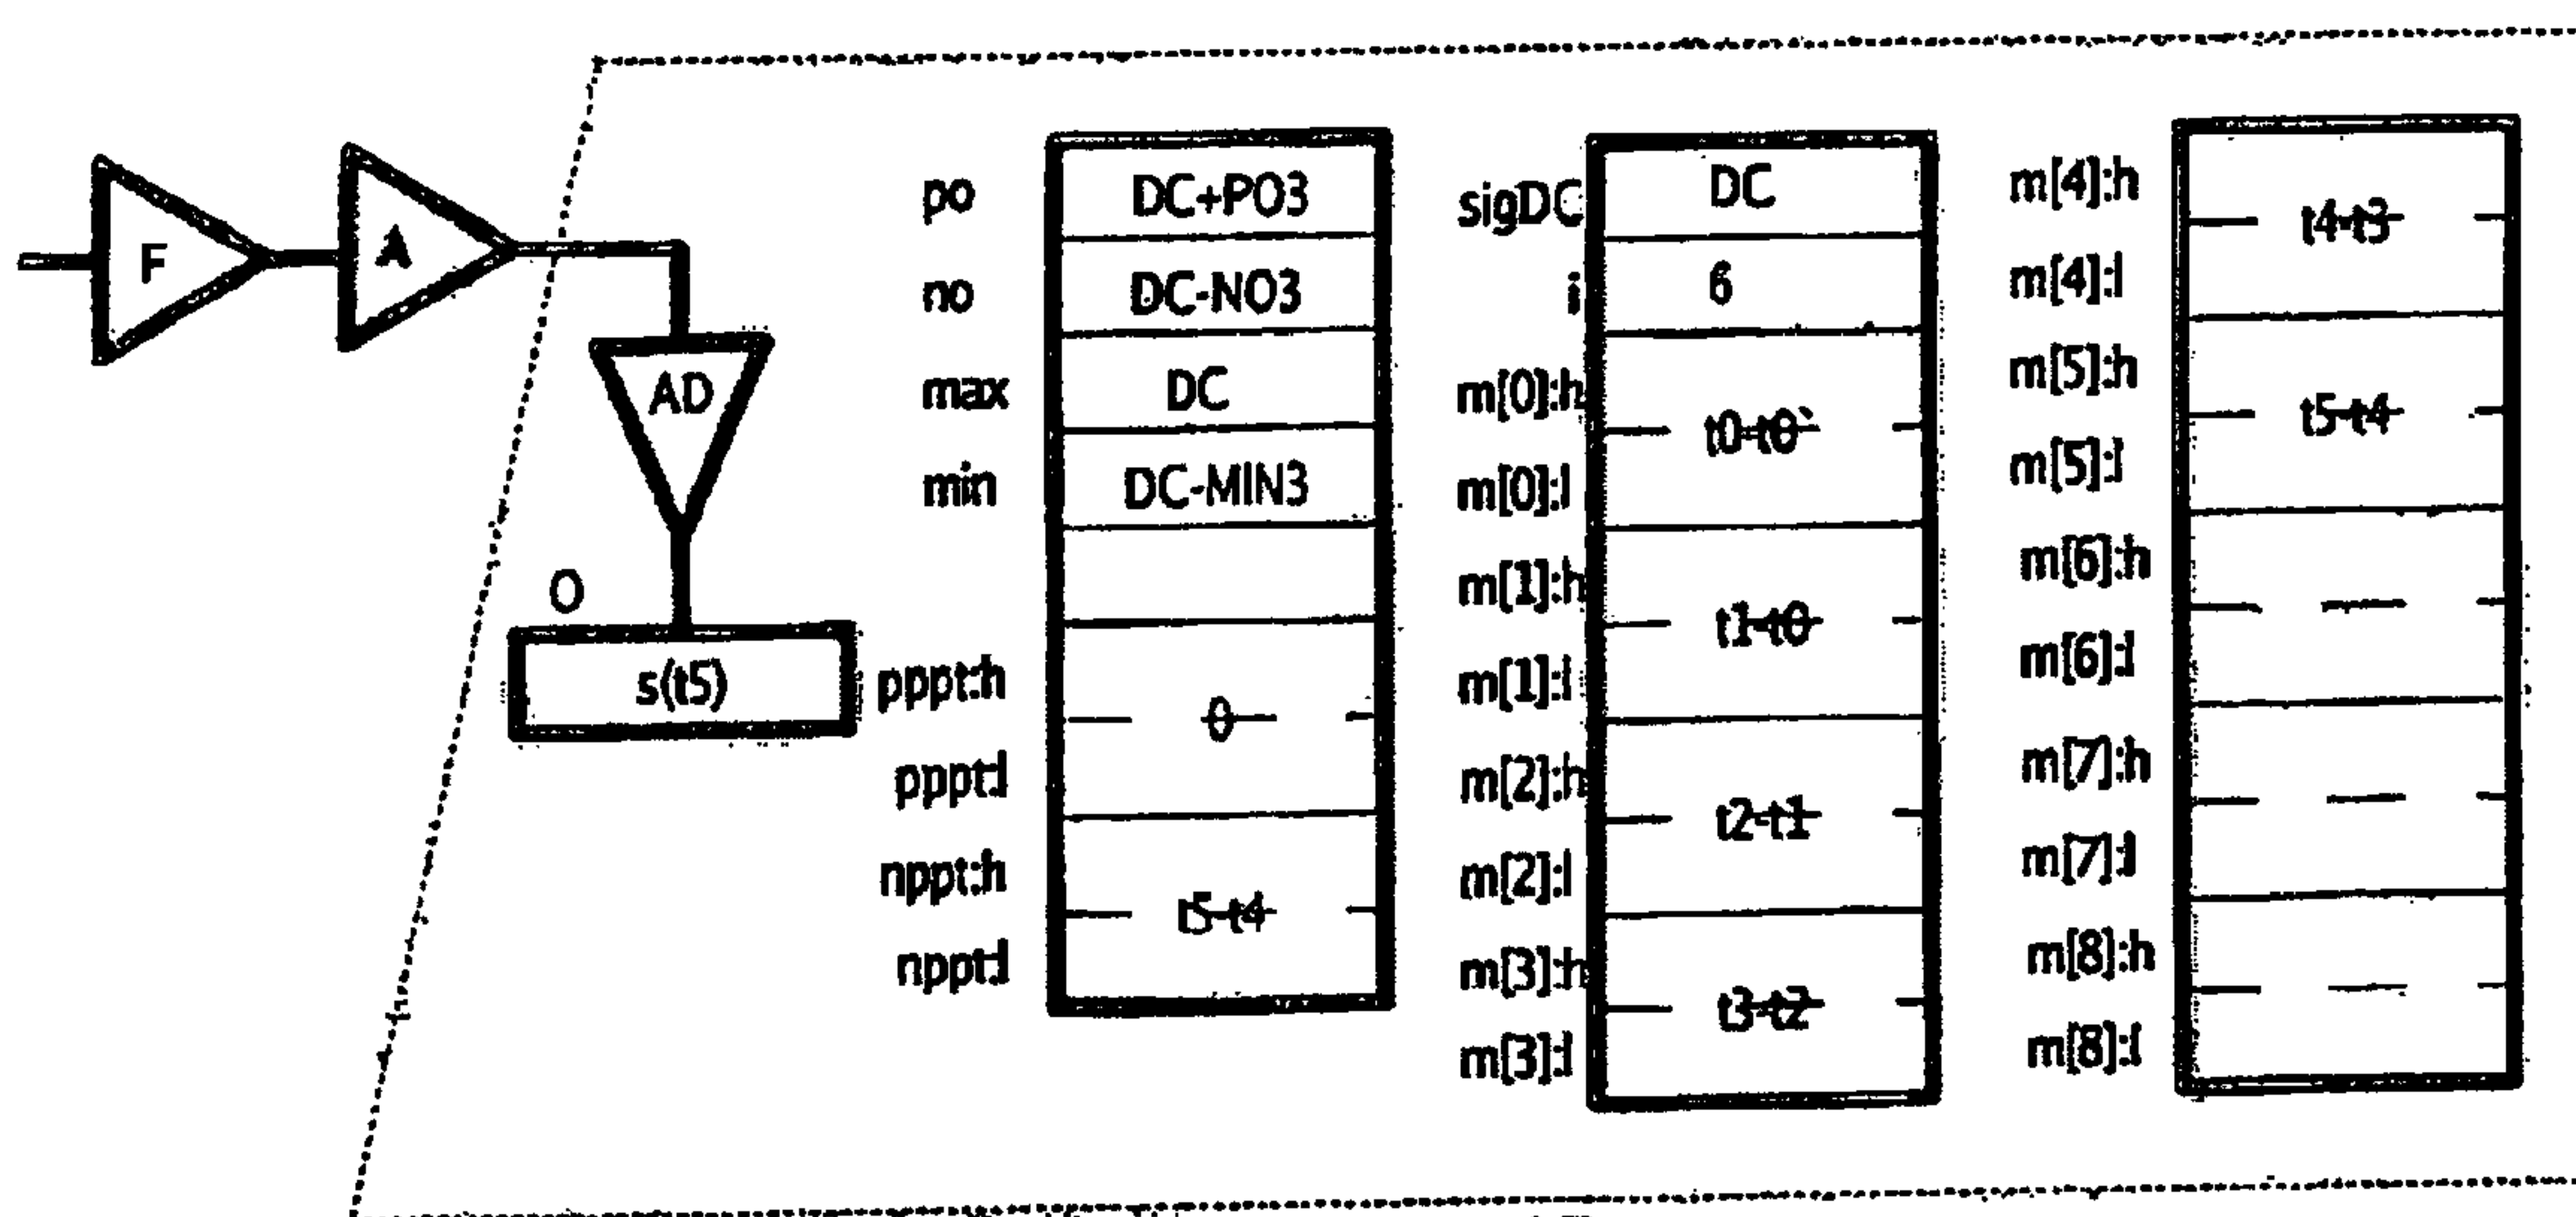 F
A
AD
O
s(t5)
po DC+PO3
no DC-NO3
max DC
min DC-MIN3
pppt:h
0
pppt:l
nppt:h
t5-t4
nppt:l
sigDC DC
i 6
m[0]:h
t0-t0`
m[0]:l
m[1]:h
t1-t0
m[1]:l
m[2]:h
t2-t1
m[2]:l
m[3]:h
t3-t2
m[3]:l
m[4]:h
t4-t3
m[4]:l
m[5]:h
t5-t4
m[5]:l
m[6]:h
m[6]:l
m[7]:h
m[7]:l
m[8]:h
m[8]:l